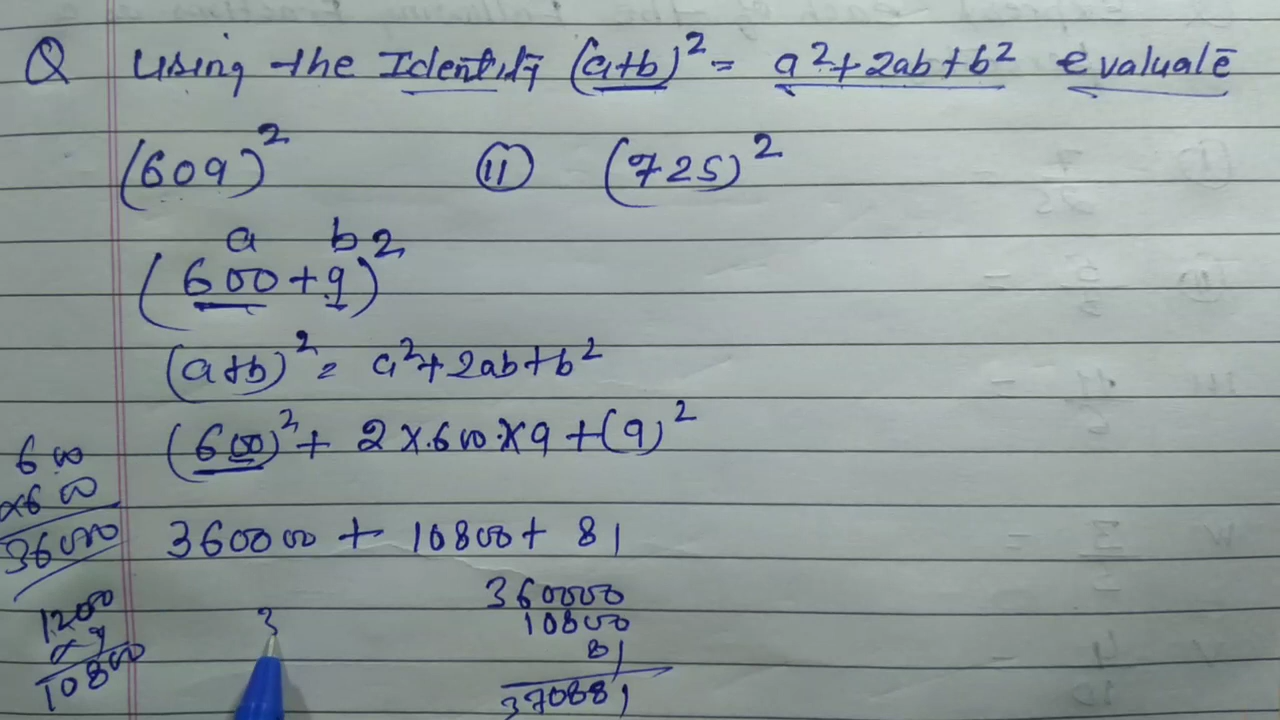 Q Using the Identity (a+b)² = a²+2ab+b² evaluate
(609)² (ii) (725)²
a b
(600+9)²
(a+b)² = a²+2ab+b²
(600)² + 2×600×9+(9)²
600
×600
360000
360000 + 10800 + 81
1200
×9
10800
3
360000
10800
81
370881